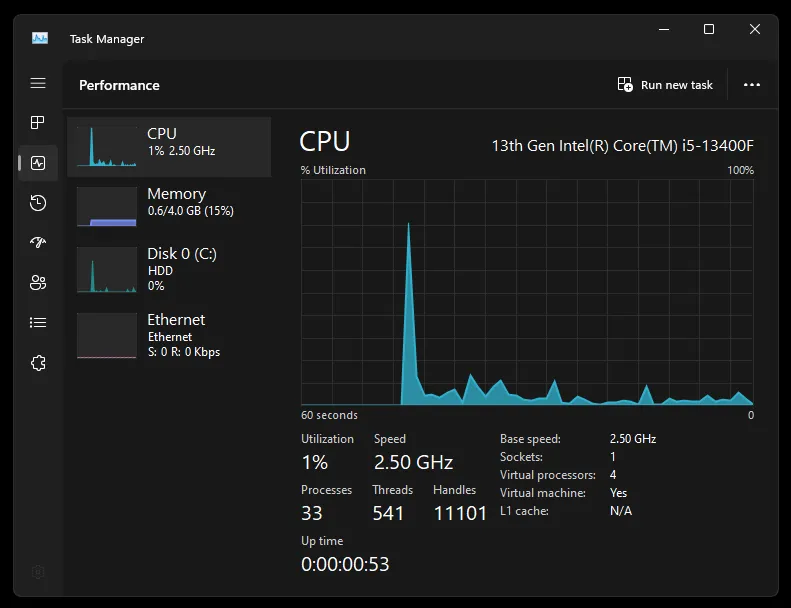 Task Manager
Performance
Run new task
CPU
1% 2.50 GHz
Memory
0.6/4.0 GB (15%)
Disk 0 (C:)
HDD
0%
Ethernet
Ethernet
S: 0 R: 0 Kbps
CPU
13th Gen Intel(R) Core(TM) i5-13400F
% Utilization 100%
60 seconds 0
Utilization Speed
1% 2.50 GHz
Processes Threads Handles
33 541 11101
Up time
0:00:00:53
Base speed: 2.50 GHz
Sockets: 1
Virtual processors: 4
Virtual machine: Yes
L1 cache: N/A